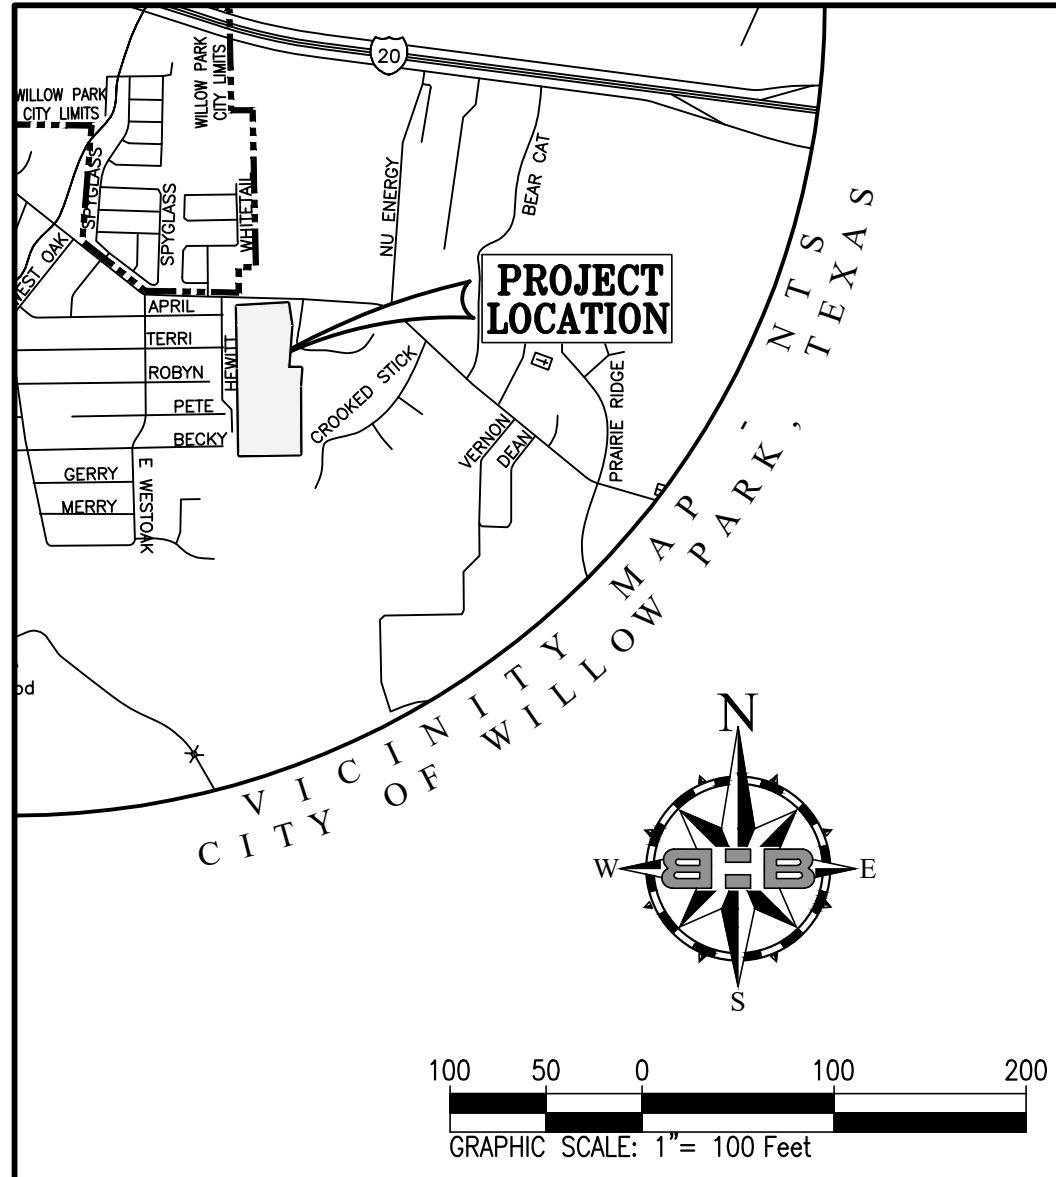 20
WILLOW PARK
CITY LIMITS
WILLOW PARK
CITY LIMITS
SPYGLASS
SPYGLASS
WHITETAIL
NU ENERGY
BEAR CAT
PROJECT
LOCATION
APRIL
TERRI
ROBYN
PETE
BECKY
HEWITT
GERRY
MERRY
E WESTOAK
CROOKED STICK
VERNON
DEAN
PRAIRIE RIDGE
VICINITY MAP - NTS
CITY OF WILLOW PARK, TEXAS
N
W
BHB
E
S
100 50 0 100 200
GRAPHIC SCALE: 1"= 100 Feet